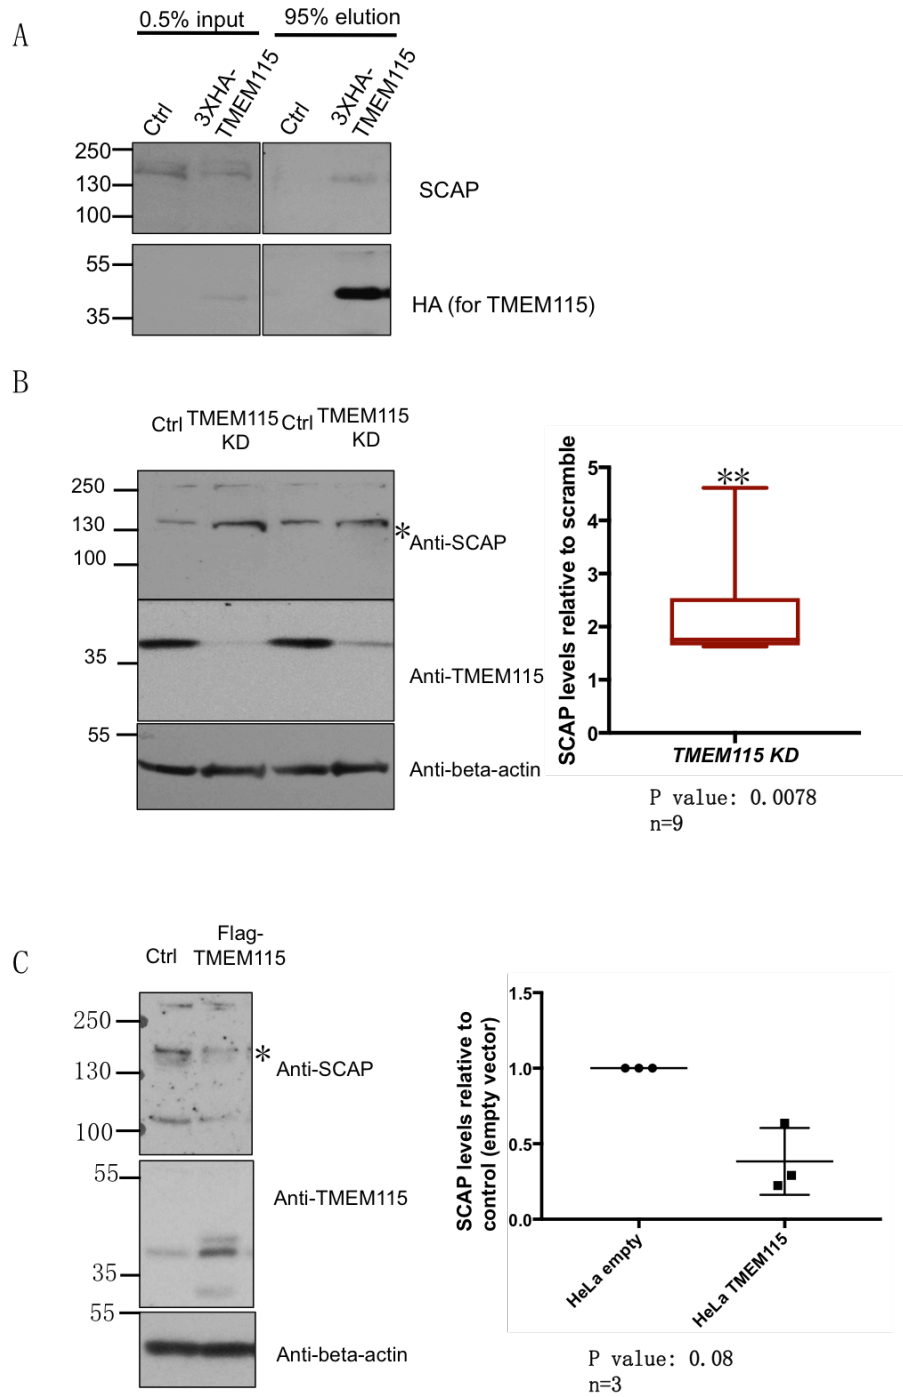 A
0.5% input
95% elution
Ctrl
3XHA-
TMEM115
Ctrl
3XHA-
TMEM115
250
130
100
SCAP
55
35
HA (for TMEM115)
B
Ctrl TMEM115 Ctrl TMEM115
KD KD
250
130
100
*Anti-SCAP
35
Anti-TMEM115
55
Anti-beta-actin
SCAP levels relative to scramble
5
4
3
2
1
0
**
TMEM115 KD
P value: 0.0078
n=9
C
Ctrl
Flag-
TMEM115
250
130
100
*
Anti-SCAP
55
35
Anti-TMEM115
55
Anti-beta-actin
SCAP levels relative to
control (empty vector)
1.5
1.0
0.5
0.0
HeLa empty
HeLa TMEM115
P value: 0.08
n=3